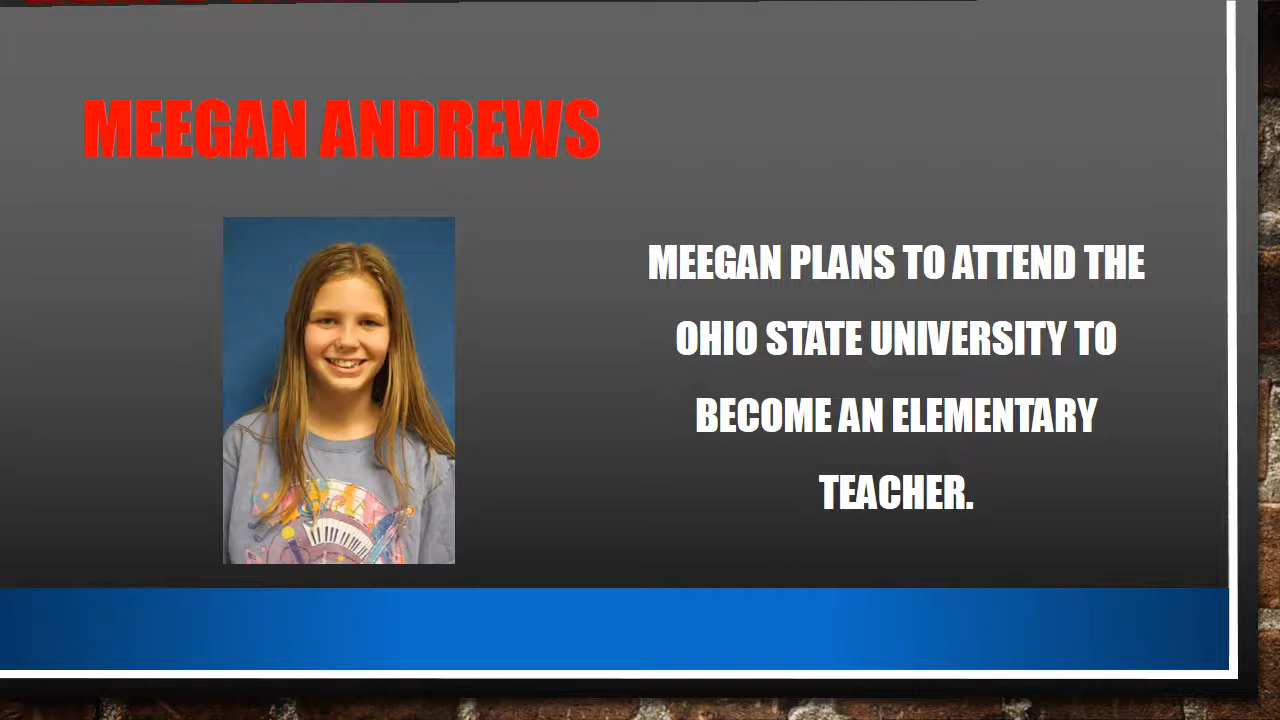 MEEGAN ANDREWS
MEEGAN PLANS TO ATTEND THE
OHIO STATE UNIVERSITY TO
BECOME AN ELEMENTARY
TEACHER.